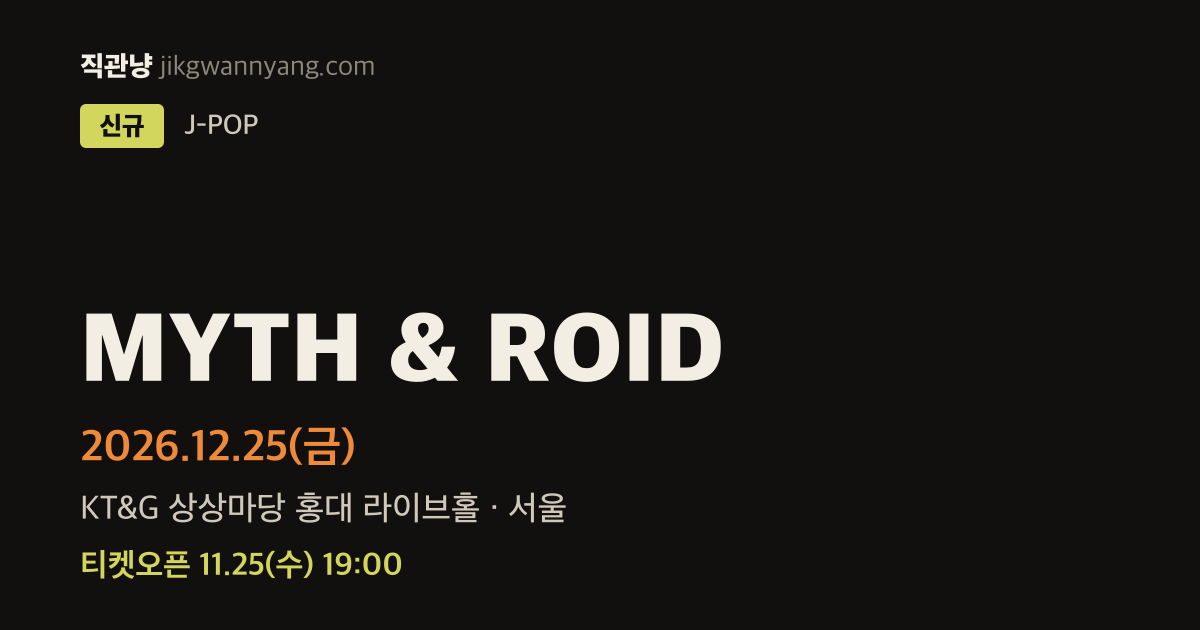 직관냥 jikgwannyang.com
신규 J-POP
MYTH & ROID
2026.12.25(금)
KT&G 상상마당 홍대 라이브홀 · 서울
티켓오픈 11.25(수) 19:00